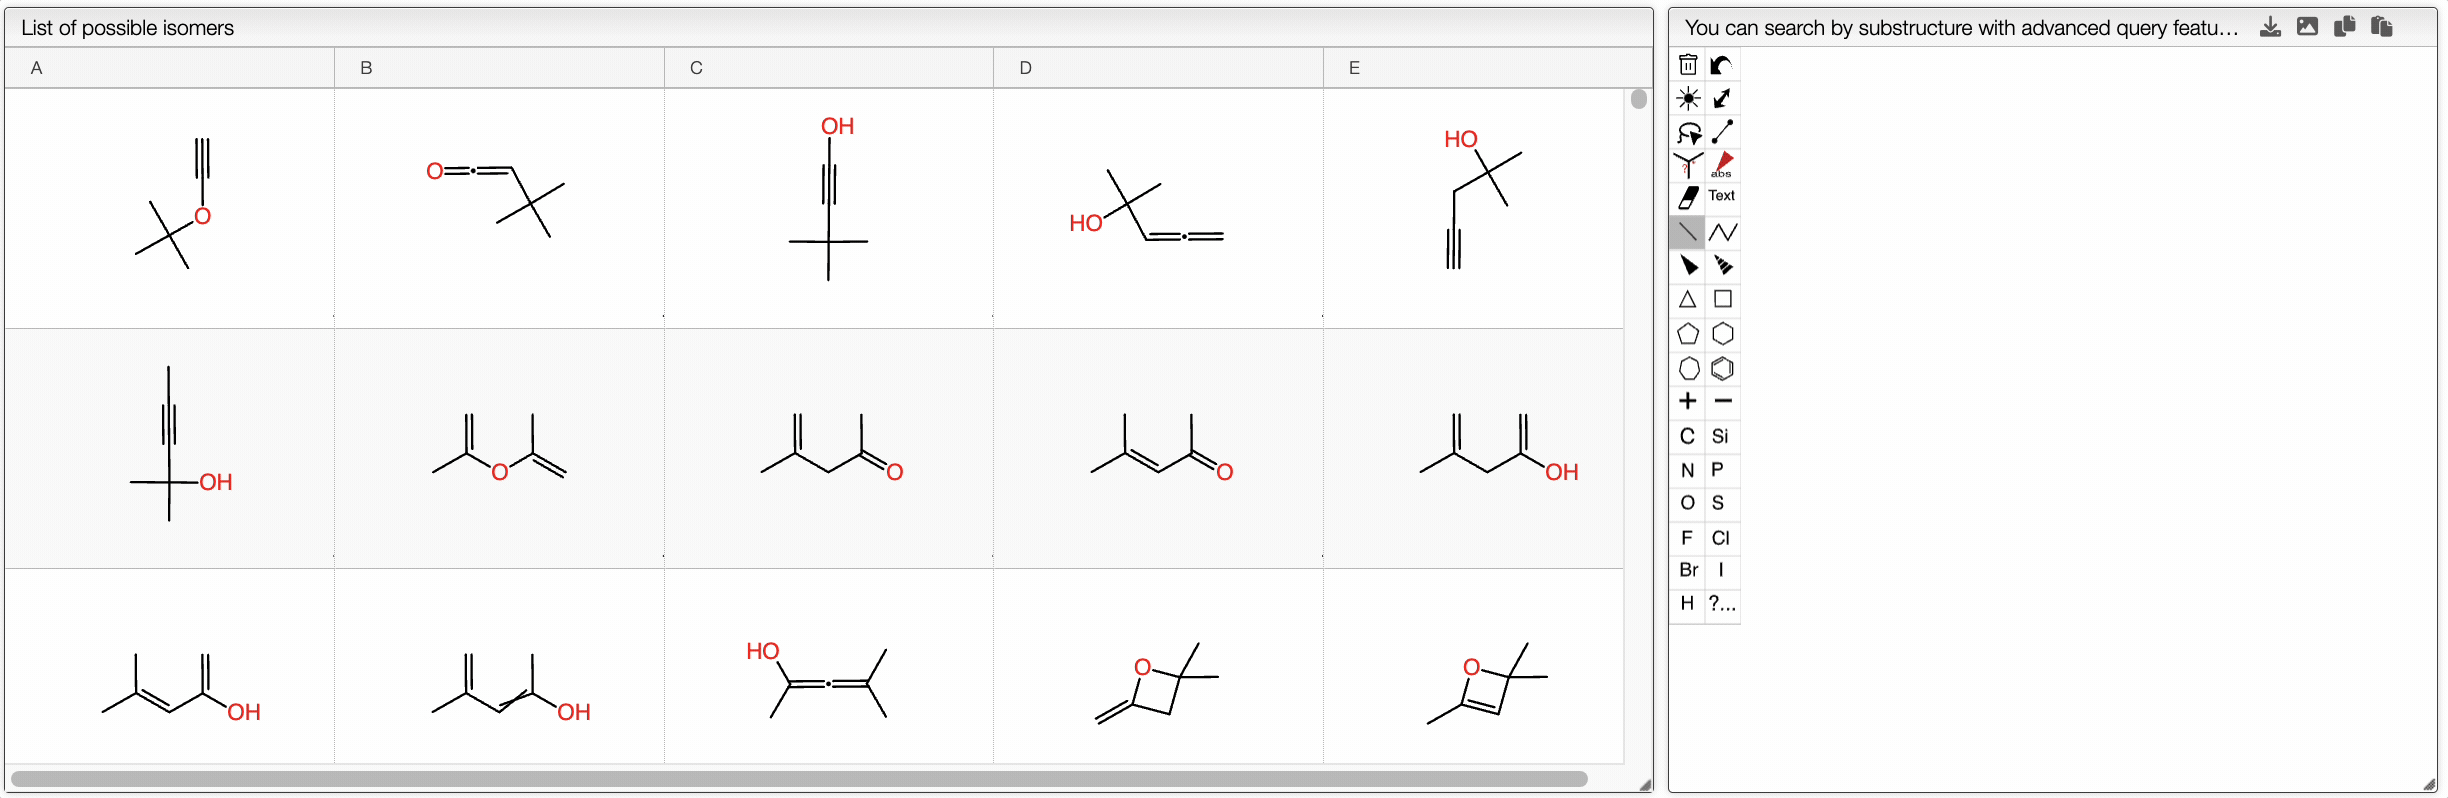 List of possible isomers
You can search by substructure with advanced query featu...
A B C D E
OH
HO
O
HO
O
OH
O O O OH
HO
O O
OH OH
abs
Text
C Si
N P
O S
F Cl
Br I
H ?...